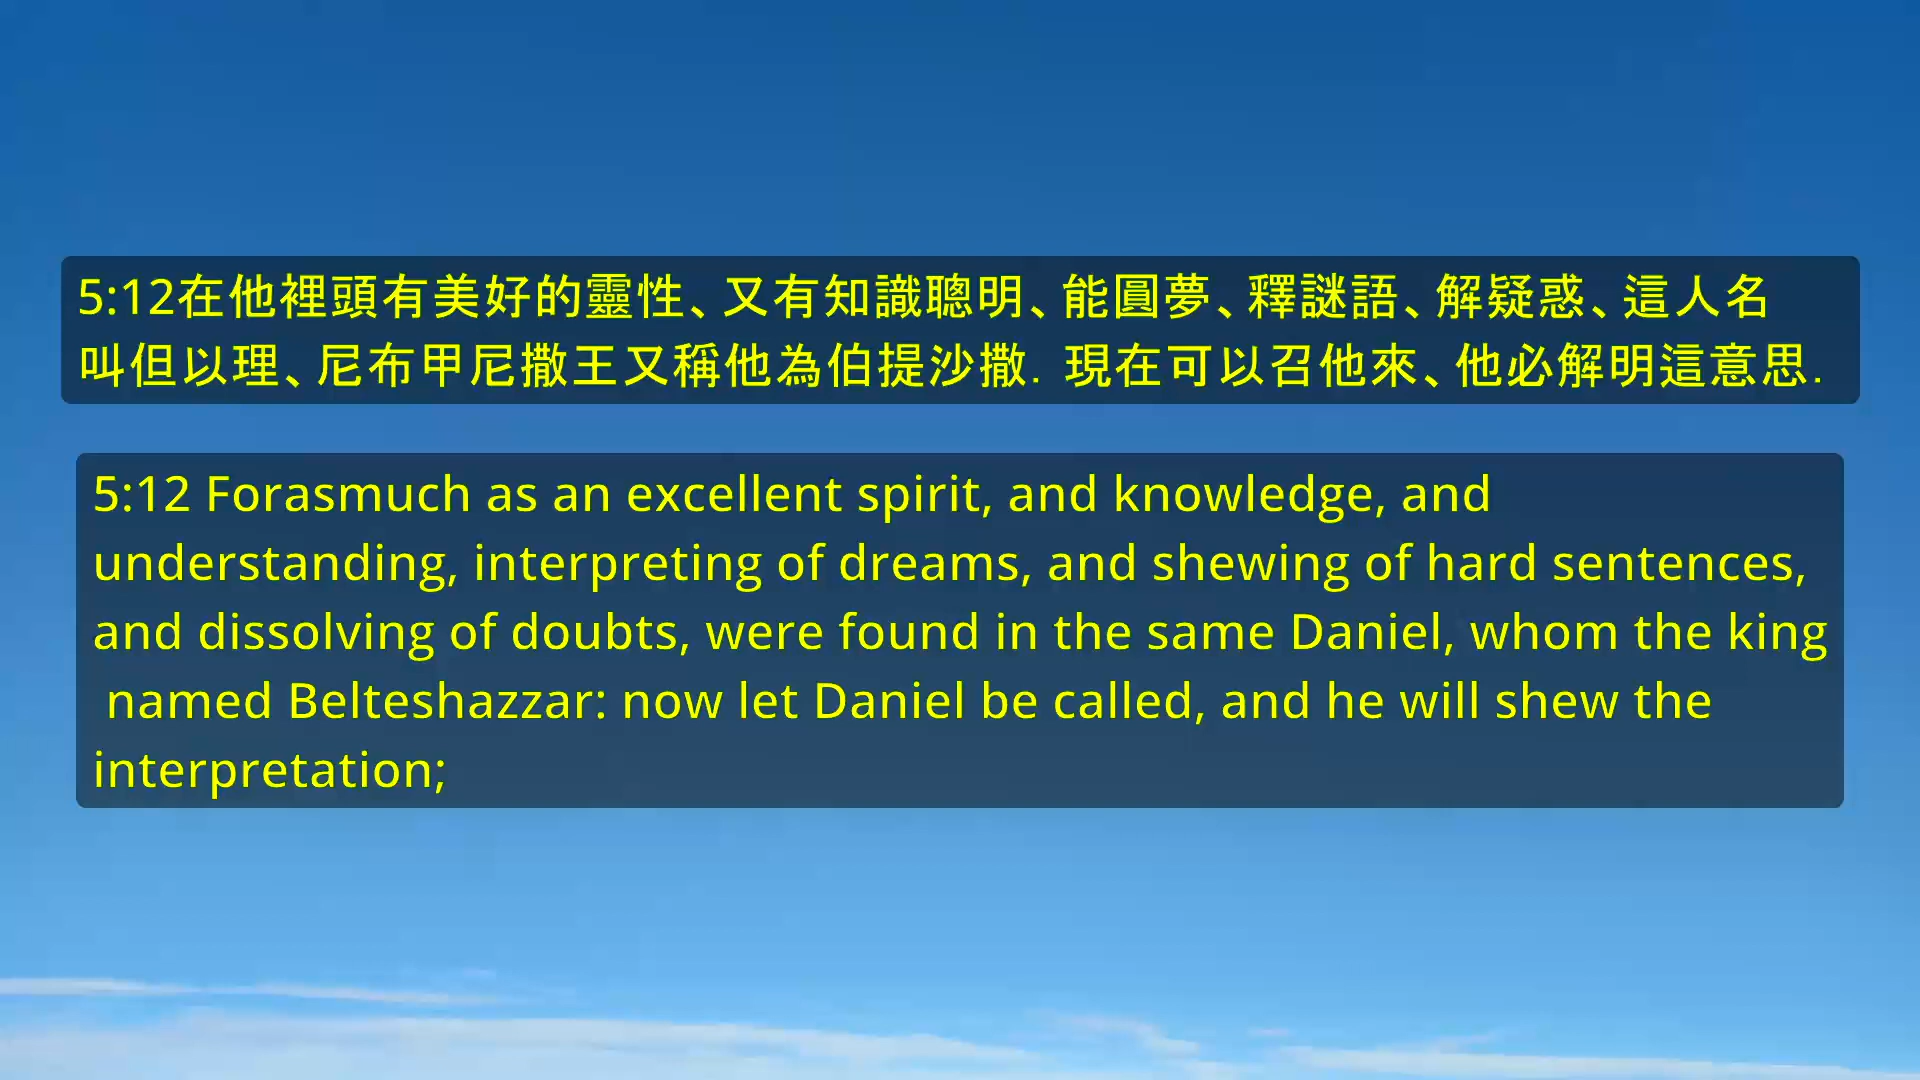 5:12在他裡頭有美好的靈性、又有知識聰明、能圓夢、釋謎語、解疑惑、這人名
叫但以理、尼布甲尼撒王又稱他為伯提沙撒．現在可以召他來、他必解明這意思．
5:12 Forasmuch as an excellent spirit, and knowledge, and
understanding, interpreting of dreams, and shewing of hard sentences,
and dissolving of doubts, were found in the same Daniel, whom the king
named Belteshazzar: now let Daniel be called, and he will shew the
interpretation;